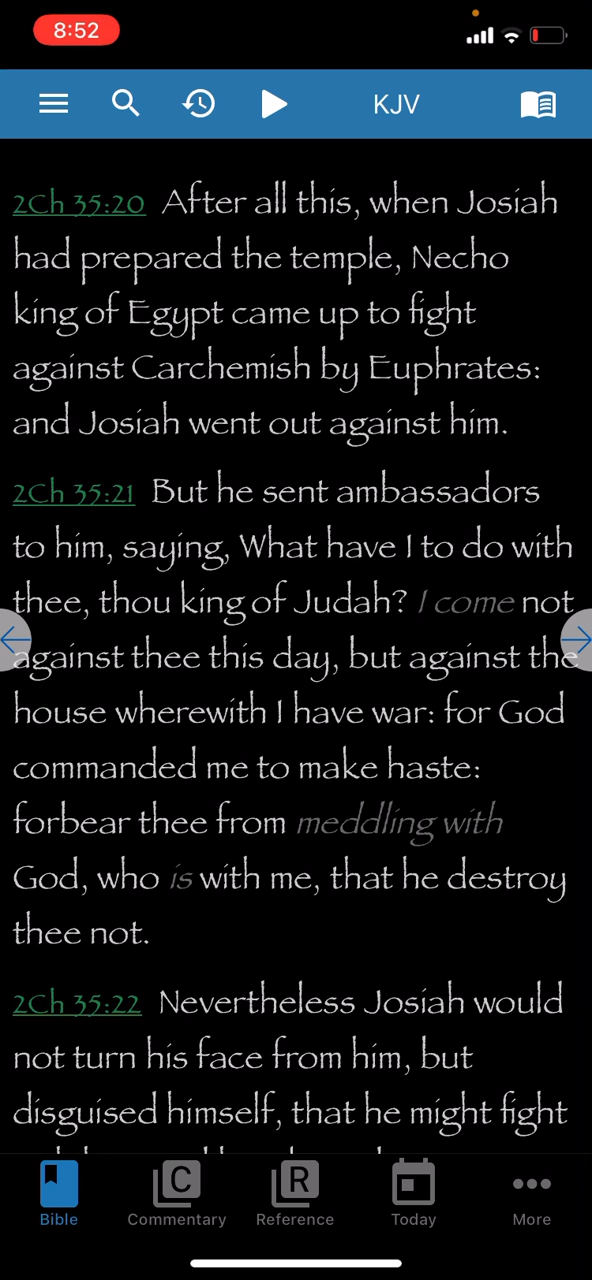 8:52
KJV
2Ch 35:20 After all this, when Josiah
had prepared the temple, Necho
king of Egypt came up to fight
against Carchemish by Euphrates:
and Josiah went out against him.
2Ch 35:21 But he sent ambassadors
to him, saying, What have I to do with
thee, thou king of Judah? I come not
against thee this day, but against the
house wherewith I have war: for God
commanded me to make haste:
forbear thee from meddling with
God, who is with me, that he destroy
thee not.
2Ch 35:22 Nevertheless Josiah would
not turn his face from him, but
disguised himself, that he might fight
C
R
Bible
Commentary
Reference
Today
More